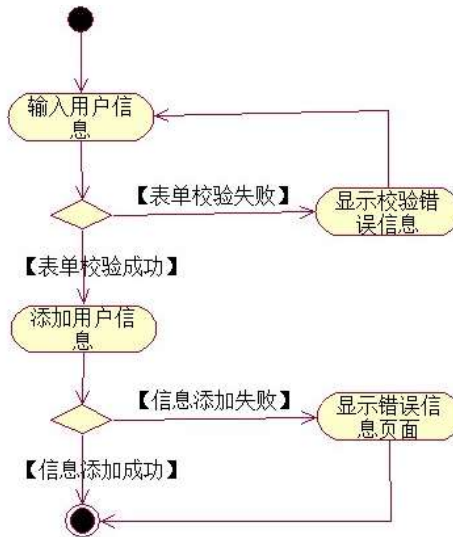 输入用户信
息
【表单校验失败】
显示校验错
误信息
【表单校验成功】
添加用户信
息
【信息添加失败】
显示错误信
息页面
【信息添加成功】